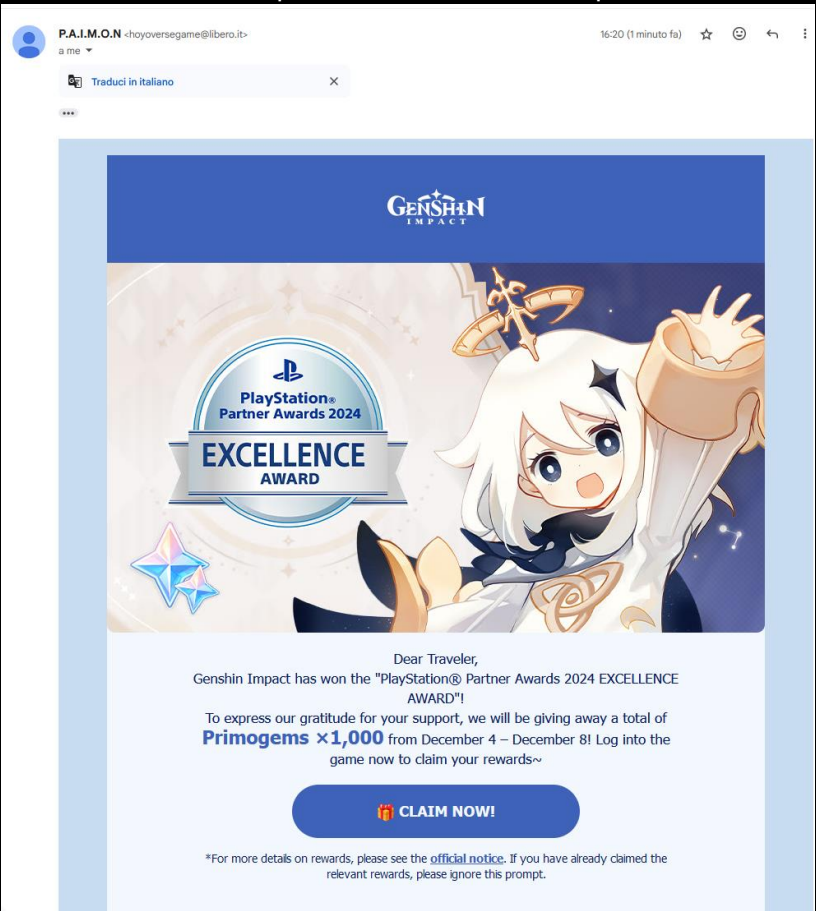 P.A.I.M.O.N <hoyoversegame@libero.it>
16:20 (1 minuto fa)
a me
Traduci in italiano
GENSHIN
IMPACT
PlayStation®
Partner Awards 2024
EXCELLENCE
AWARD
Dear Traveler,
Genshin Impact has won the "PlayStation® Partner Awards 2024 EXCELLENCE
AWARD"!
To express our gratitude for your support, we will be giving away a total of
Primogems ×1,000 from December 4 – December 8! Log into the
game now to claim your rewards~
CLAIM NOW!
*For more details on rewards, please see the official notice. If you have already claimed the
relevant rewards, please ignore this prompt.